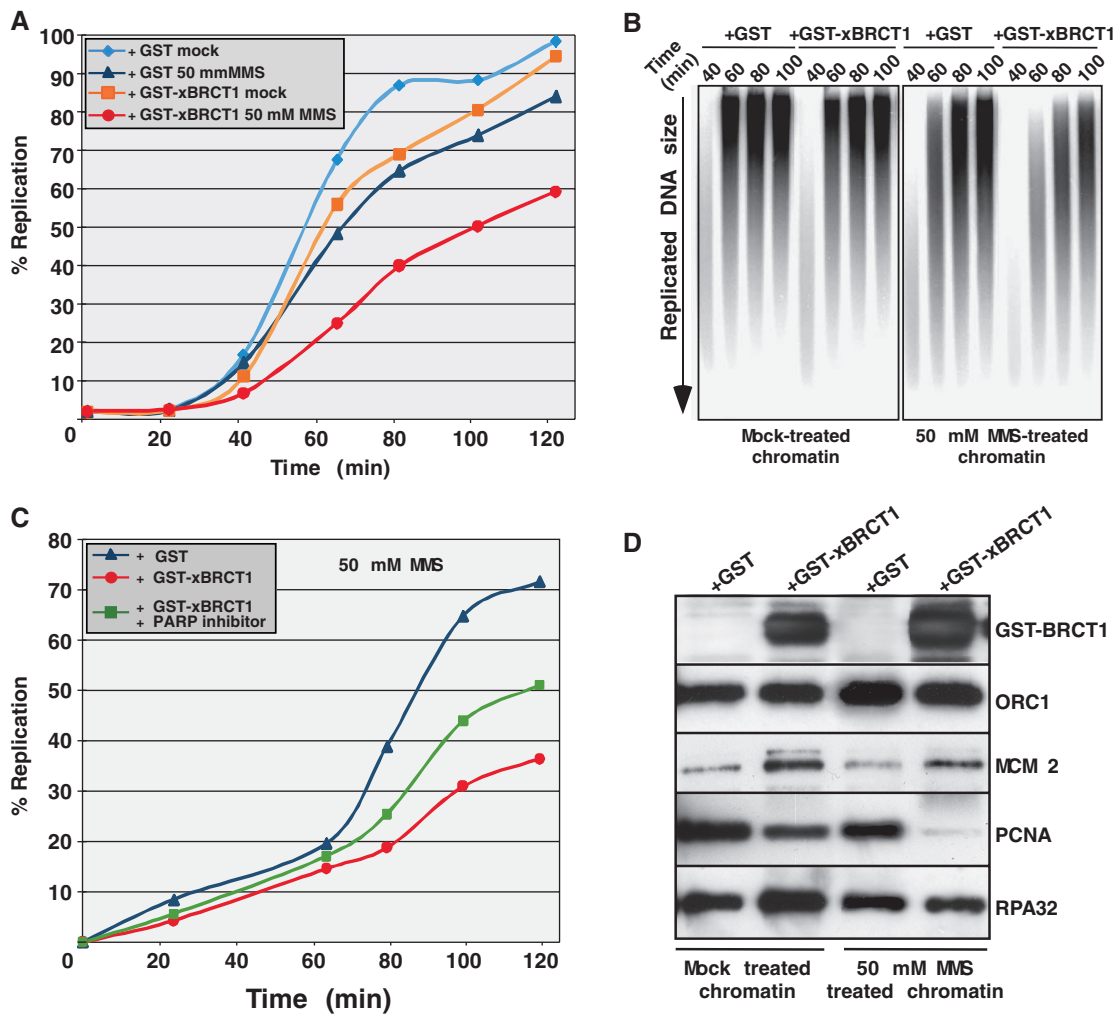 A
100
90
80
70
60
50
40
30
20
10
0
20
40
60
80
100
120
% Replication
Time (min)
+ GST mock
+ GST 50 mmMMS
+ GST-xBRCT1 mock
+ GST-xBRCT1 50 mM MMS
B
+GST +GST-xBRCT1 +GST +GST-xBRCT1
Time
(min)
40 60 80 100 40 60 80 100 40 60 80 100 40 60 80 100
Replicated DNA size
Mock-treated
chromatin
50 mM MMS-treated
chromatin
C
80
70
60
50
40
30
20
10
0
20
40
60
80
100
120
% Replication
Time (min)
+ GST
+ GST-xBRCT1
+ GST-xBRCT1
+ PARP inhibitor
50 mM MMS
D
+GST
+GST-xBRCT1
+GST
+GST-xBRCT1
GST-BRCT1
ORC1
MCM 2
PCNA
RPA32
Mock treated
chromatin
50 mM MMS
treated chromatin